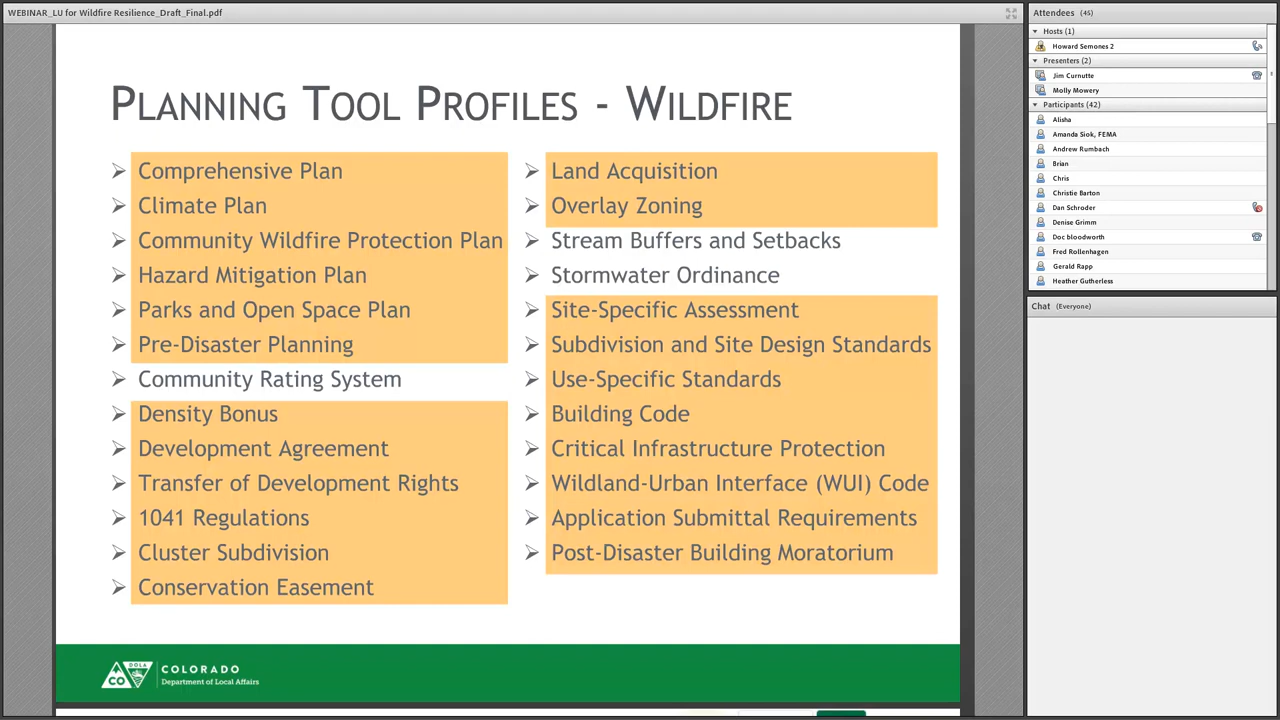 WEBINAR_LU for Wildfire Resilience_Draft_Final.pdf
PLANNING TOOL PROFILES - WILDFIRE
Comprehensive Plan
Climate Plan
Community Wildfire Protection Plan
Hazard Mitigation Plan
Parks and Open Space Plan
Pre-Disaster Planning
Community Rating System
Density Bonus
Development Agreement
Transfer of Development Rights
1041 Regulations
Cluster Subdivision
Conservation Easement
Land Acquisition
Overlay Zoning
Stream Buffers and Setbacks
Stormwater Ordinance
Site-Specific Assessment
Subdivision and Site Design Standards
Use-Specific Standards
Building Code
Critical Infrastructure Protection
Wildland-Urban Interface (WUI) Code
Application Submittal Requirements
Post-Disaster Building Moratorium
CO
DOLA
COLORADO
Department of Local Affairs
Attendees (45)
Hosts (1)
Howard Semones 2
Presenters (2)
Jim Curnutte
Molly Mowery
Participants (42)
Alisha
Amanda Siok, FEMA
Andrew Rumbach
Brian
Chris
Christie Barton
Dan Schroder
Denise Grimm
Doc bloodworth
Fred Rollenhagen
Gerald Rapp
Heather Gutherless
Chat (Everyone)